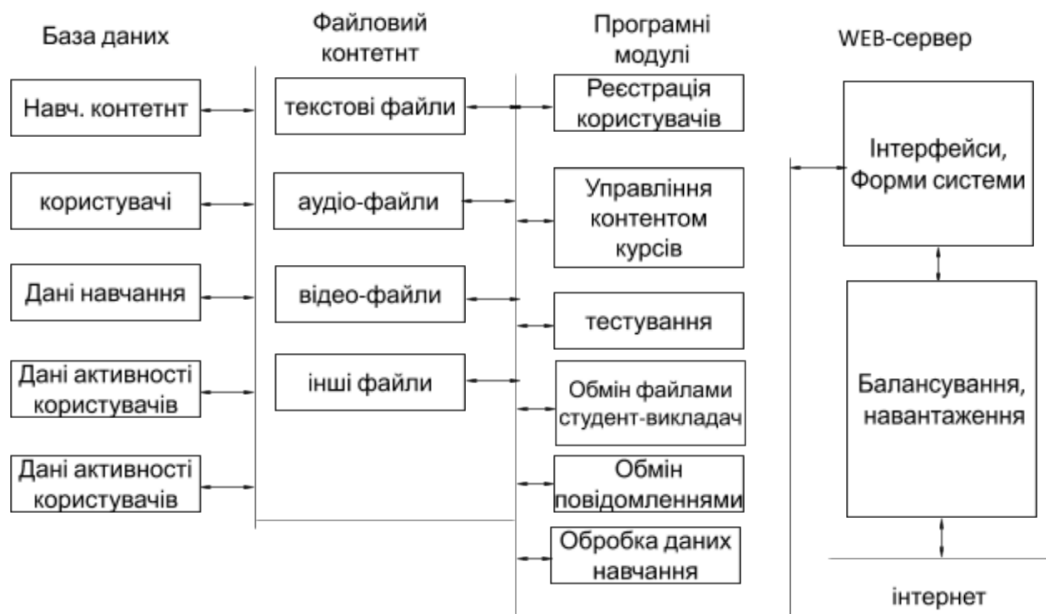 База даних
Навч. контетнт
користувачі
Дані навчання
Дані активності
користувачів
Дані активності
користувачів
Файловий
контетнт
текстові файли
аудіо-файли
відео-файли
інші файли
Програмні
модулі
Реєстрація
користувачів
Управління
контентом
курсів
тестування
Обмін файлами
студент-викладач
Обмін
повідомленнями
Обробка даних
навчання
WEB-сервер
Інтерфейси,
Форми системи
Балансування,
навантаження
інтернет